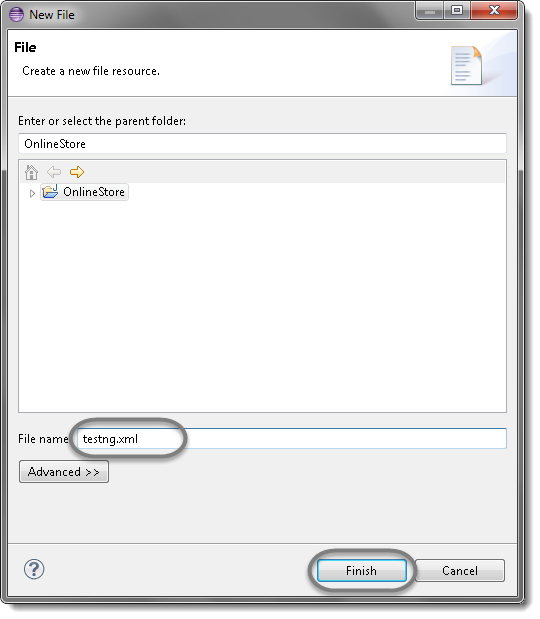 New File
File
Create a new file resource.
Enter or select the parent folder:
OnlineStore
OnlineStore
File name: testng.xml
Advanced >>
? Finish Cancel